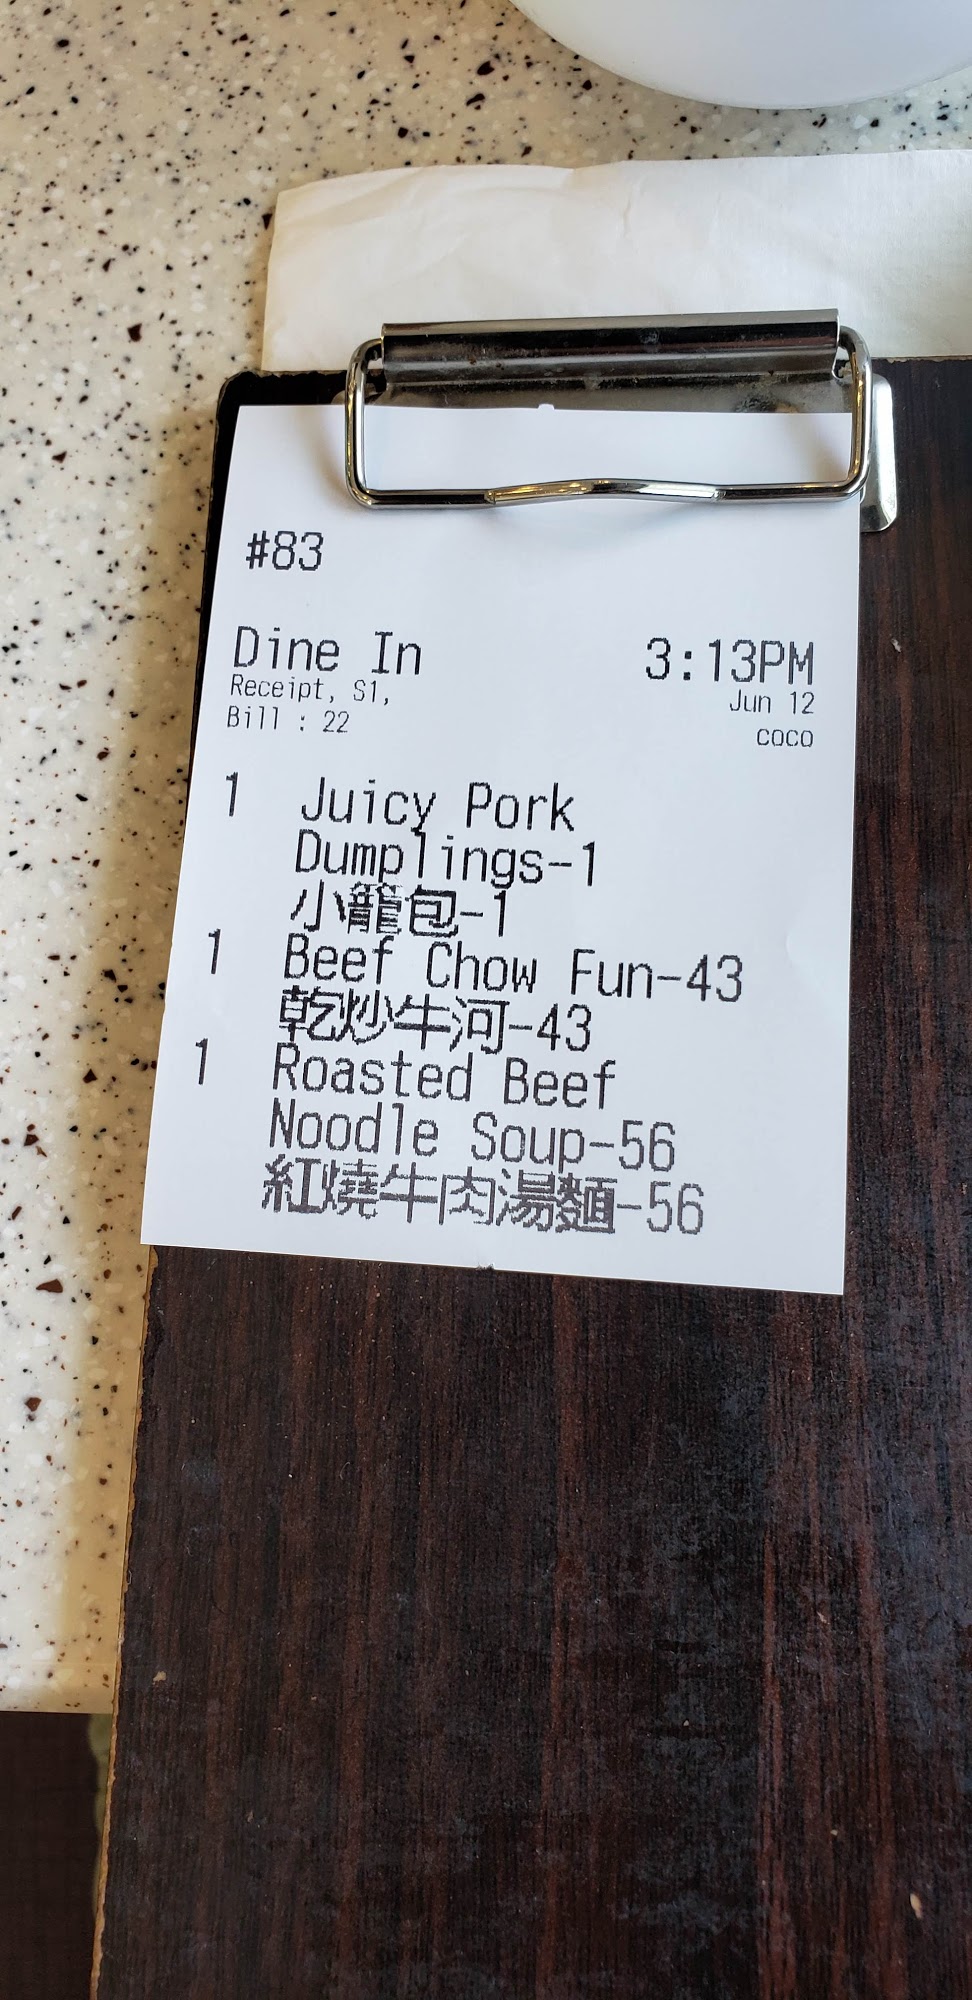 #83
Dine In 3:13PM
Receipt, S1, Jun 12
Bill : 22 coco
1 Juicy Pork
Dumplings-1
小籠包-1
1 Beef Chow Fun-43
乾炒牛河-43
1 Roasted Beef
Noodle Soup-56
紅燒牛肉湯麵-56